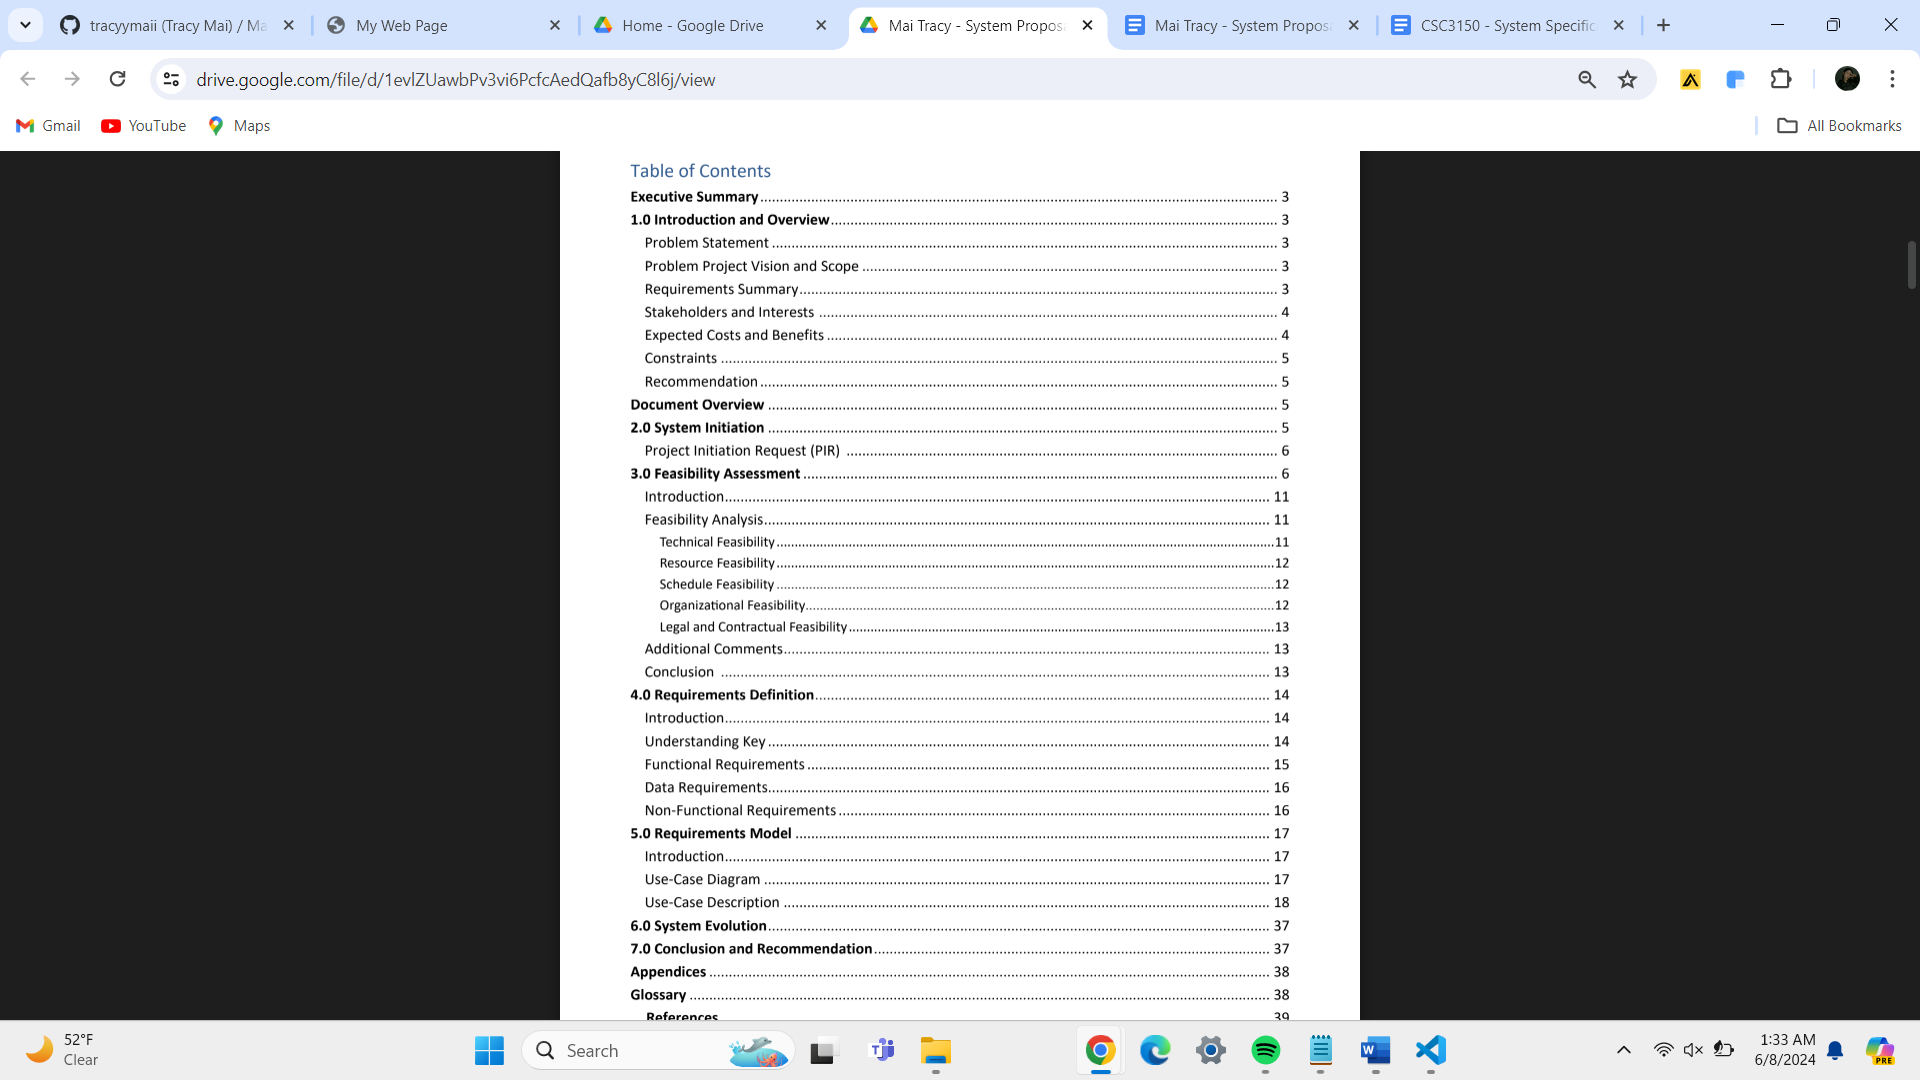 tracyymaii (Tracy Mai) / Ma
My Web Page
Home - Google Drive
Mai Tracy - System Proposa
Mai Tracy - System Proposa
CSC3150 - System Specific
drive.google.com/file/d/1evlZUawbPv3vi6PcfcAedQafb8yC8l6j/view
Gmail
YouTube
Maps
All Bookmarks
Table of Contents
Executive Summary 3
1.0 Introduction and Overview 3
Problem Statement 3
Problem Project Vision and Scope 3
Requirements Summary 3
Stakeholders and Interests 4
Expected Costs and Benefits 4
Constraints 5
Recommendation 5
Document Overview 5
2.0 System Initiation 5
Project Initiation Request (PIR) 6
3.0 Feasibility Assessment 6
Introduction 11
Feasibility Analysis 11
Technical Feasibility 11
Resource Feasibility 12
Schedule Feasibility 12
Organizational Feasibility 12
Legal and Contractual Feasibility 13
Additional Comments 13
Conclusion 13
4.0 Requirements Definition 14
Introduction 14
Understanding Key 14
Functional Requirements 15
Data Requirements 16
Non-Functional Requirements 16
5.0 Requirements Model 17
Introduction 17
Use-Case Diagram 17
Use-Case Description 18
6.0 System Evolution 37
7.0 Conclusion and Recommendation 37
Appendices 38
Glossary 38
References 39
52°F
Clear
Search
1:33 AM
6/8/2024
PRE